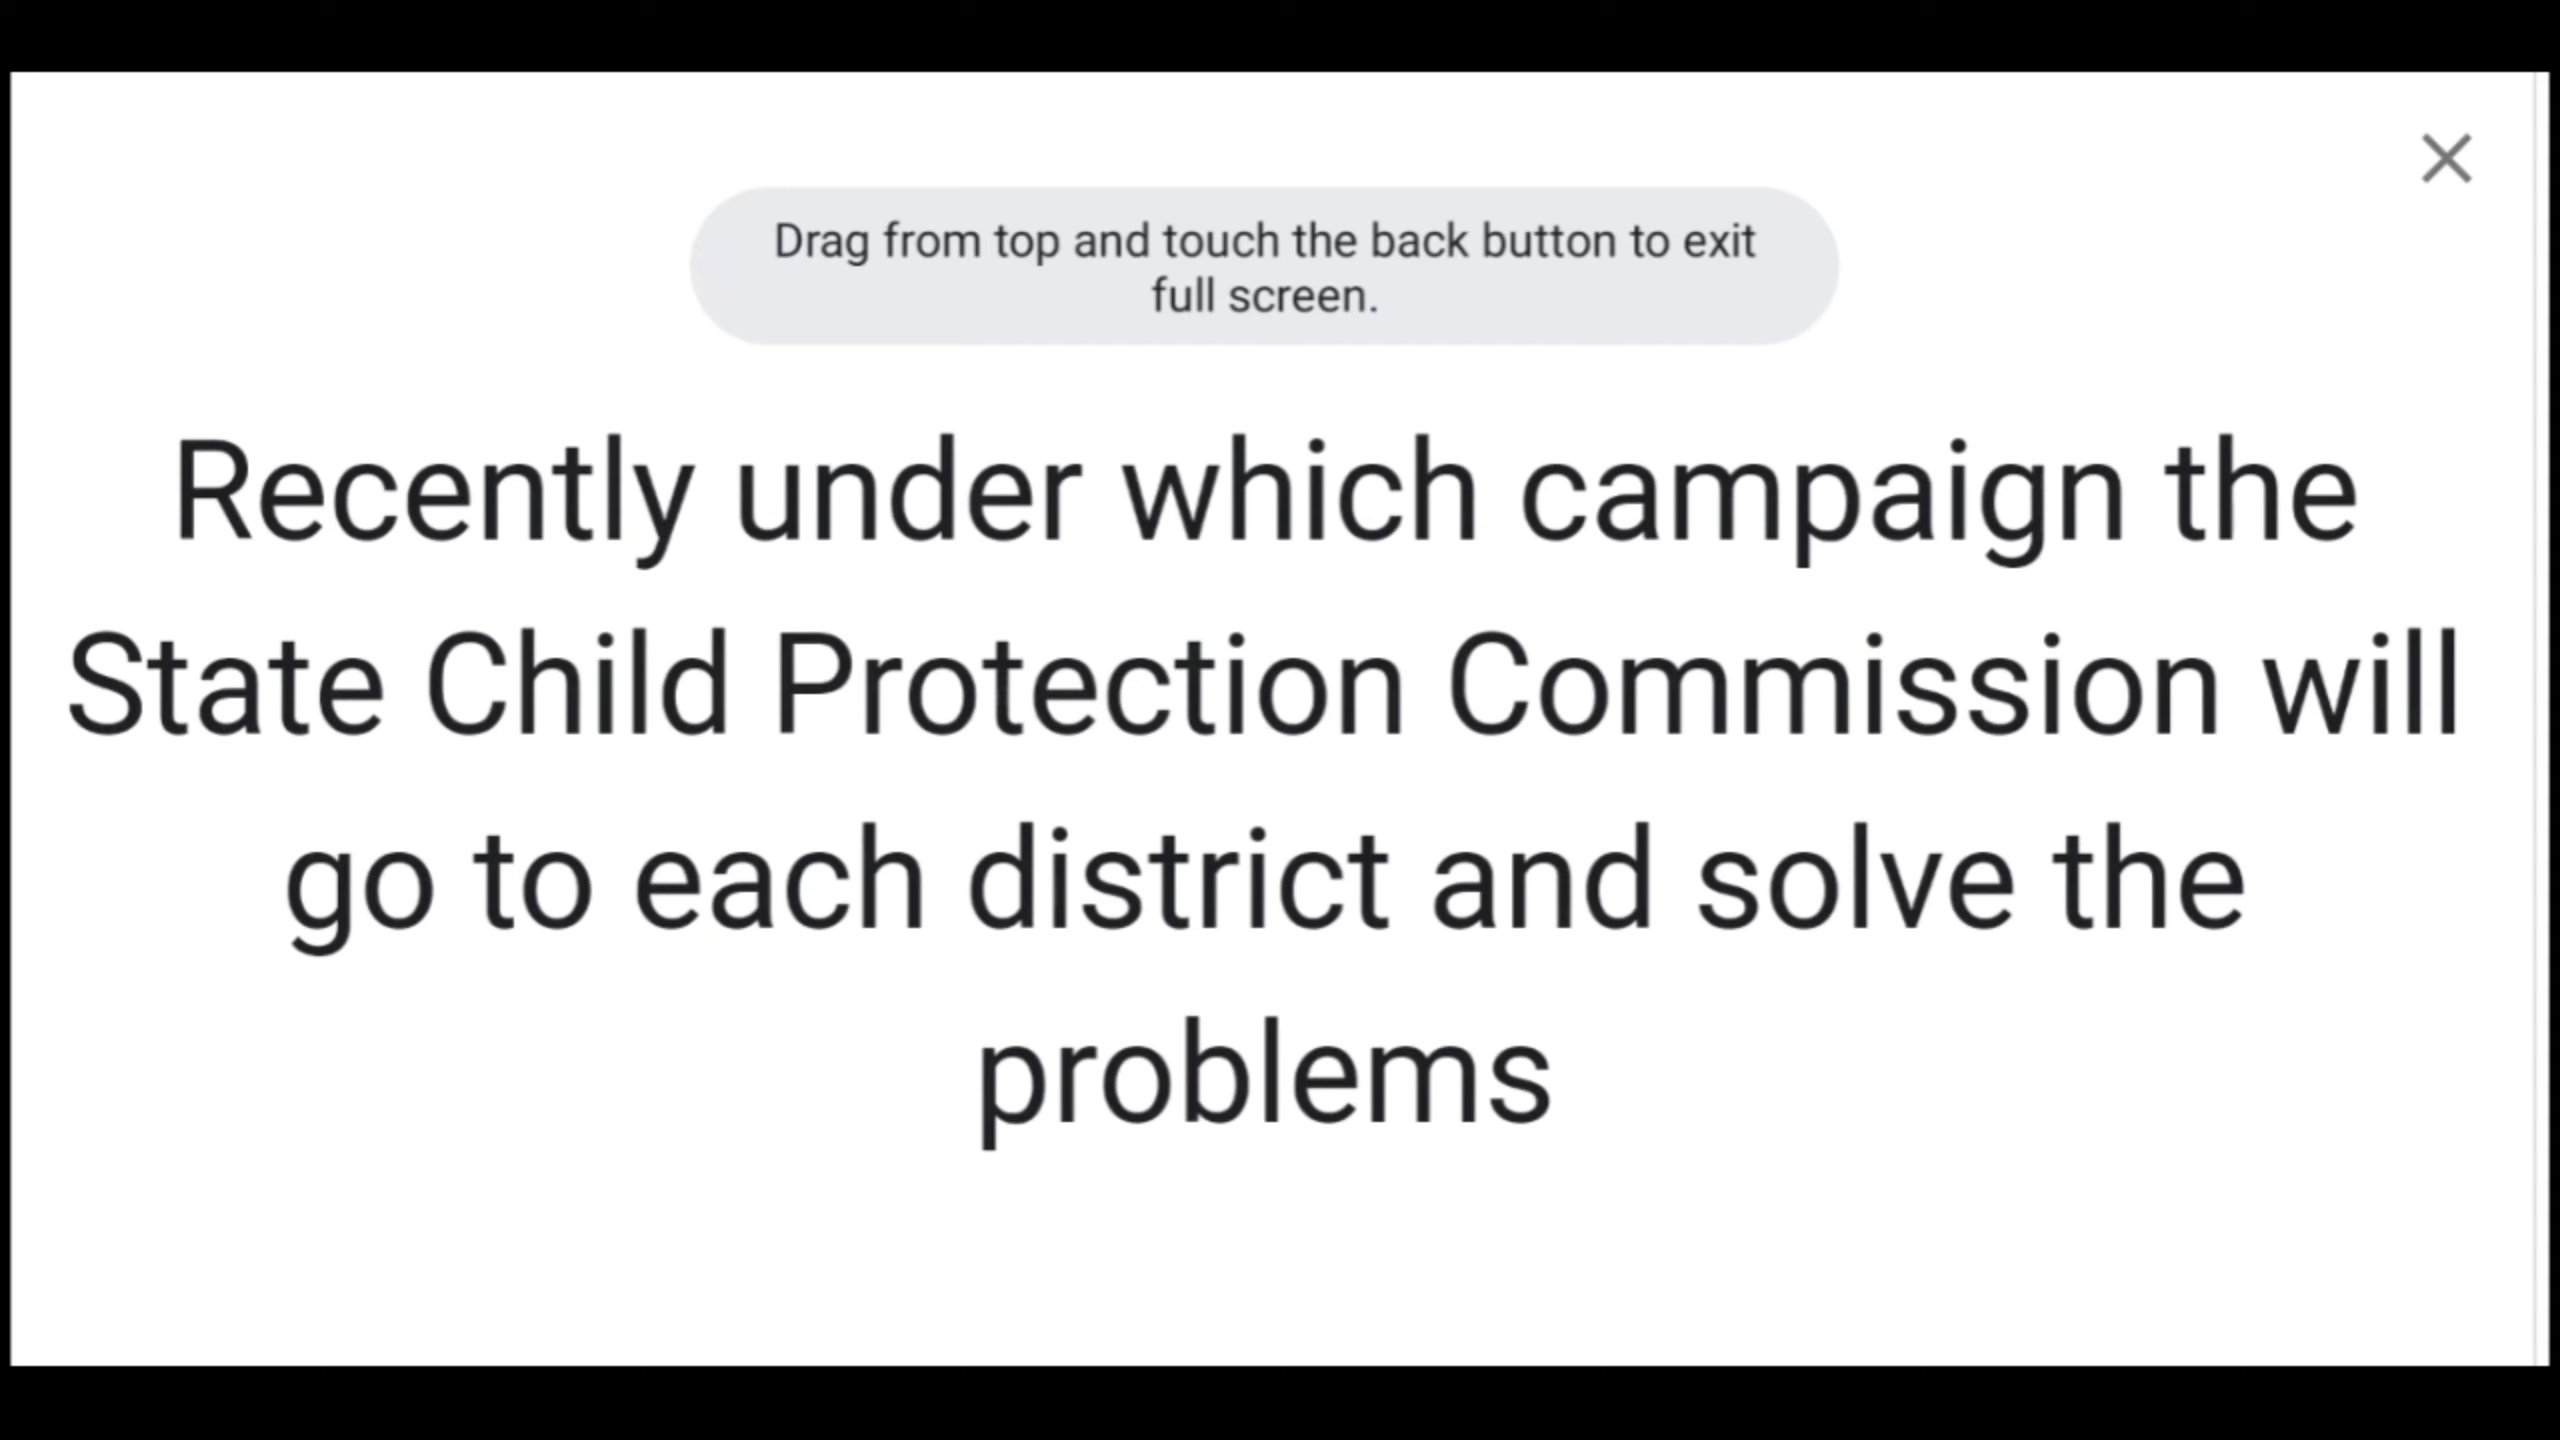 Drag from top and touch the back button to exit
full screen.
Recently under which campaign the
State Child Protection Commission will
go to each district and solve the
problems